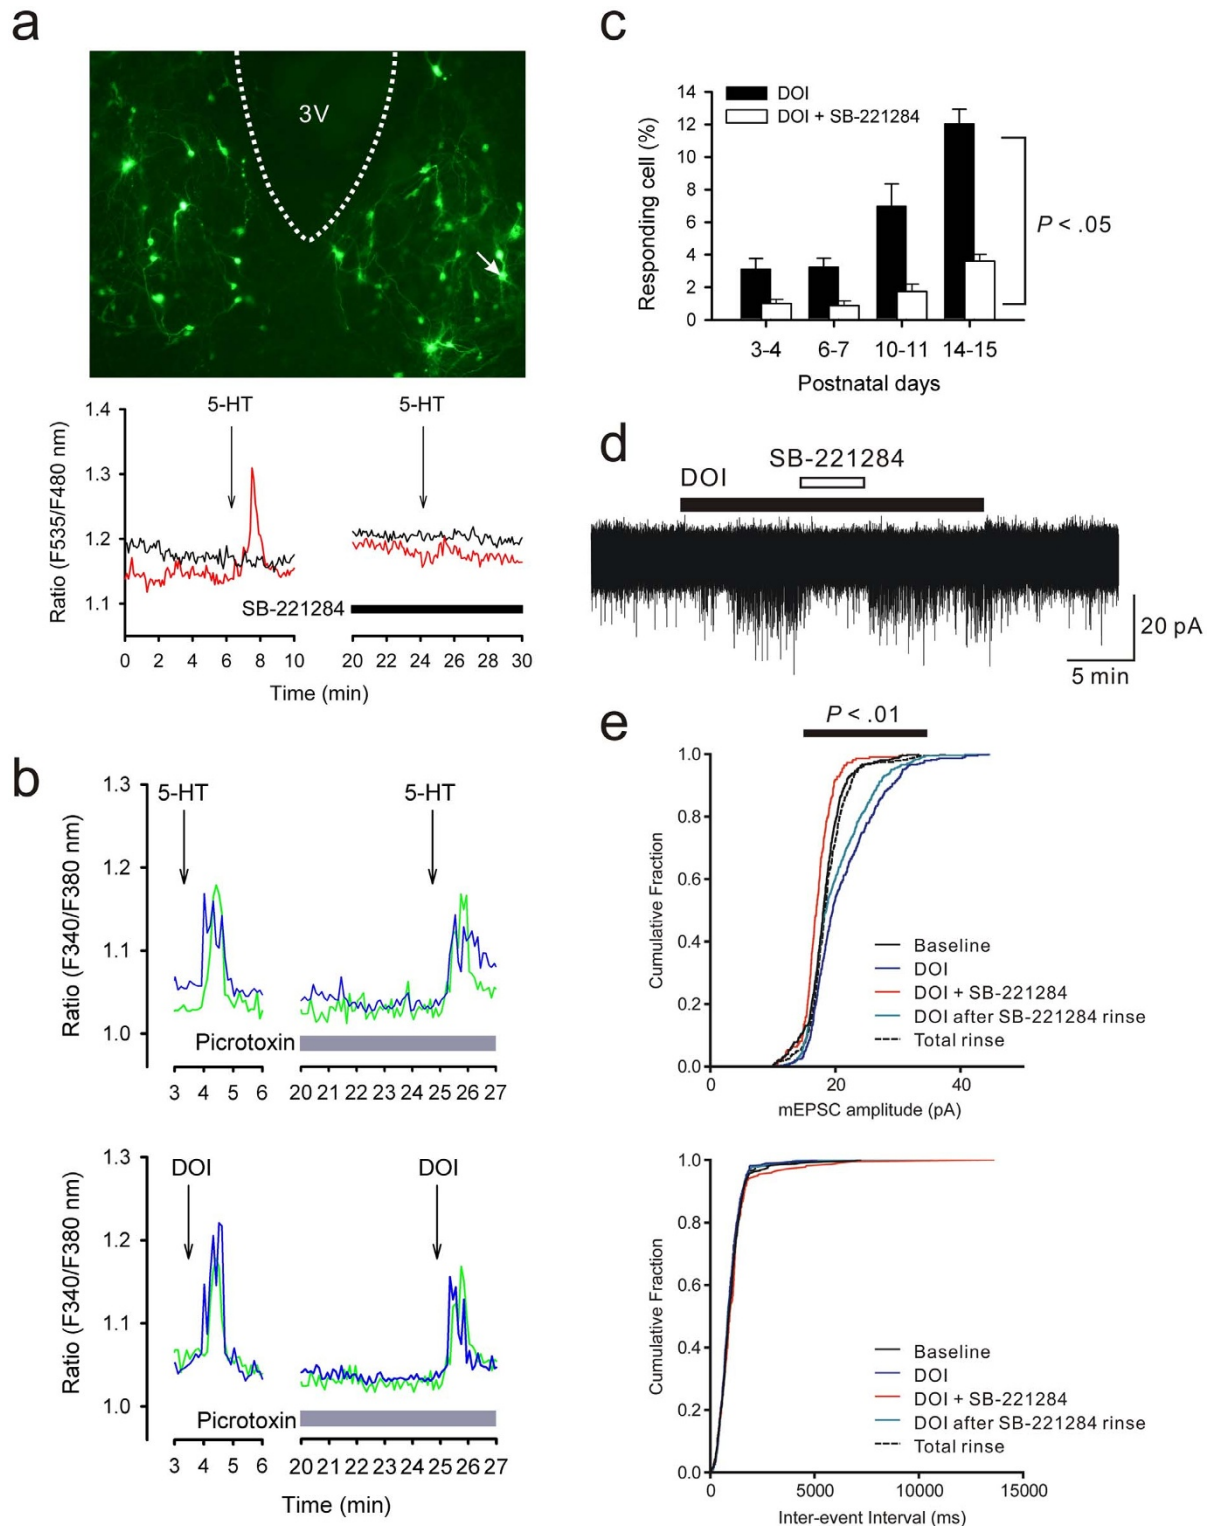 a
3V
5-HT
5-HT
1.4
1.3
1.2
1.1
Ratio (F535/F480 nm)
SB-221284
0 2 4 6 8 10 20 22 24 26 28 30
Time (min)
b
1.3
1.2
1.1
1.0
Ratio (F340/F380 nm)
5-HT
5-HT
Picrotoxin
3 4 5 6 20 21 22 23 24 25 26 27
1.3
1.2
1.1
1.0
Ratio (F340/F380 nm)
DOI
DOI
Picrotoxin
3 4 5 6 20 21 22 23 24 25 26 27
Time (min)
c
14
12
10
8
6
4
2
0
Responding cell (%)
DOI
DOI + SB-221284
P < .05
3-4 6-7 10-11 14-15
Postnatal days
d
SB-221284
DOI
20 pA
5 min
e
P < .01
1.0
0.8
0.6
0.4
0.2
0.0
Cumulative Fraction
Baseline
DOI
DOI + SB-221284
DOI after SB-221284 rinse
Total rinse
0 20 40
mEPSC amplitude (pA)
1.0
0.8
0.6
0.4
0.2
0.0
Cumulative Fraction
Baseline
DOI
DOI + SB-221284
DOI after SB-221284 rinse
Total rinse
0 5000 10000 15000
Inter-event Interval (ms)